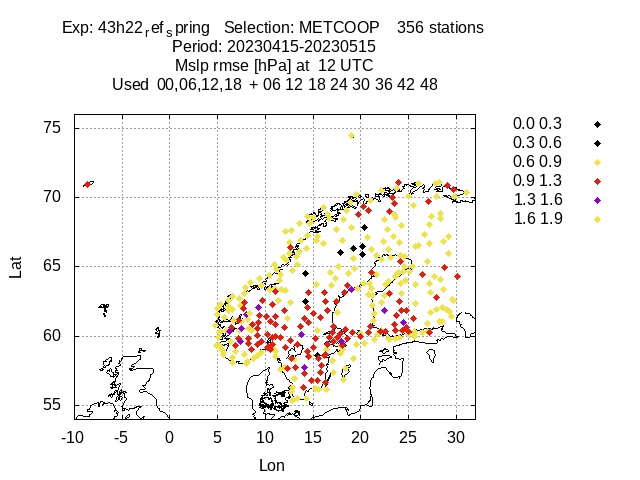 Exp: 43h22refspring Selection: METCOOP 356 stations
Period: 20230415-20230515
Mslp rmse [hPa] at 12 UTC
Used 00,06,12,18 + 06 12 18 24 30 36 42 48
0.0 0.3
0.3 0.6
0.6 0.9
0.9 1.3
1.3 1.6
1.6 1.9
75
70
65
60
55
Lat
-10 -5 0 5 10 15 20 25 30
Lon